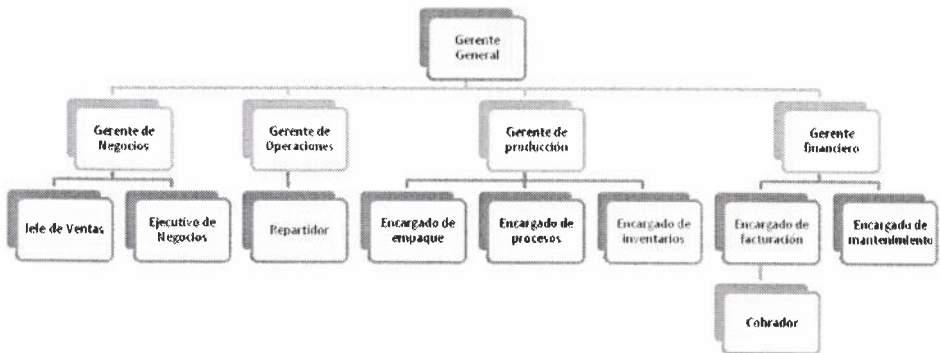 Gerente
General
Gerente de
Negocios
Gerente de
Operaciones
Gerente de
producción
Gerente
financiero
Jefe de Ventas
Ejecutivo de
Negocios
Repartidor
Encargado de
empaque
Encargado de
procesos
Encargado de
inventarios
Encargado de
facturación
Encargado de
mantenimiento
Cobrador